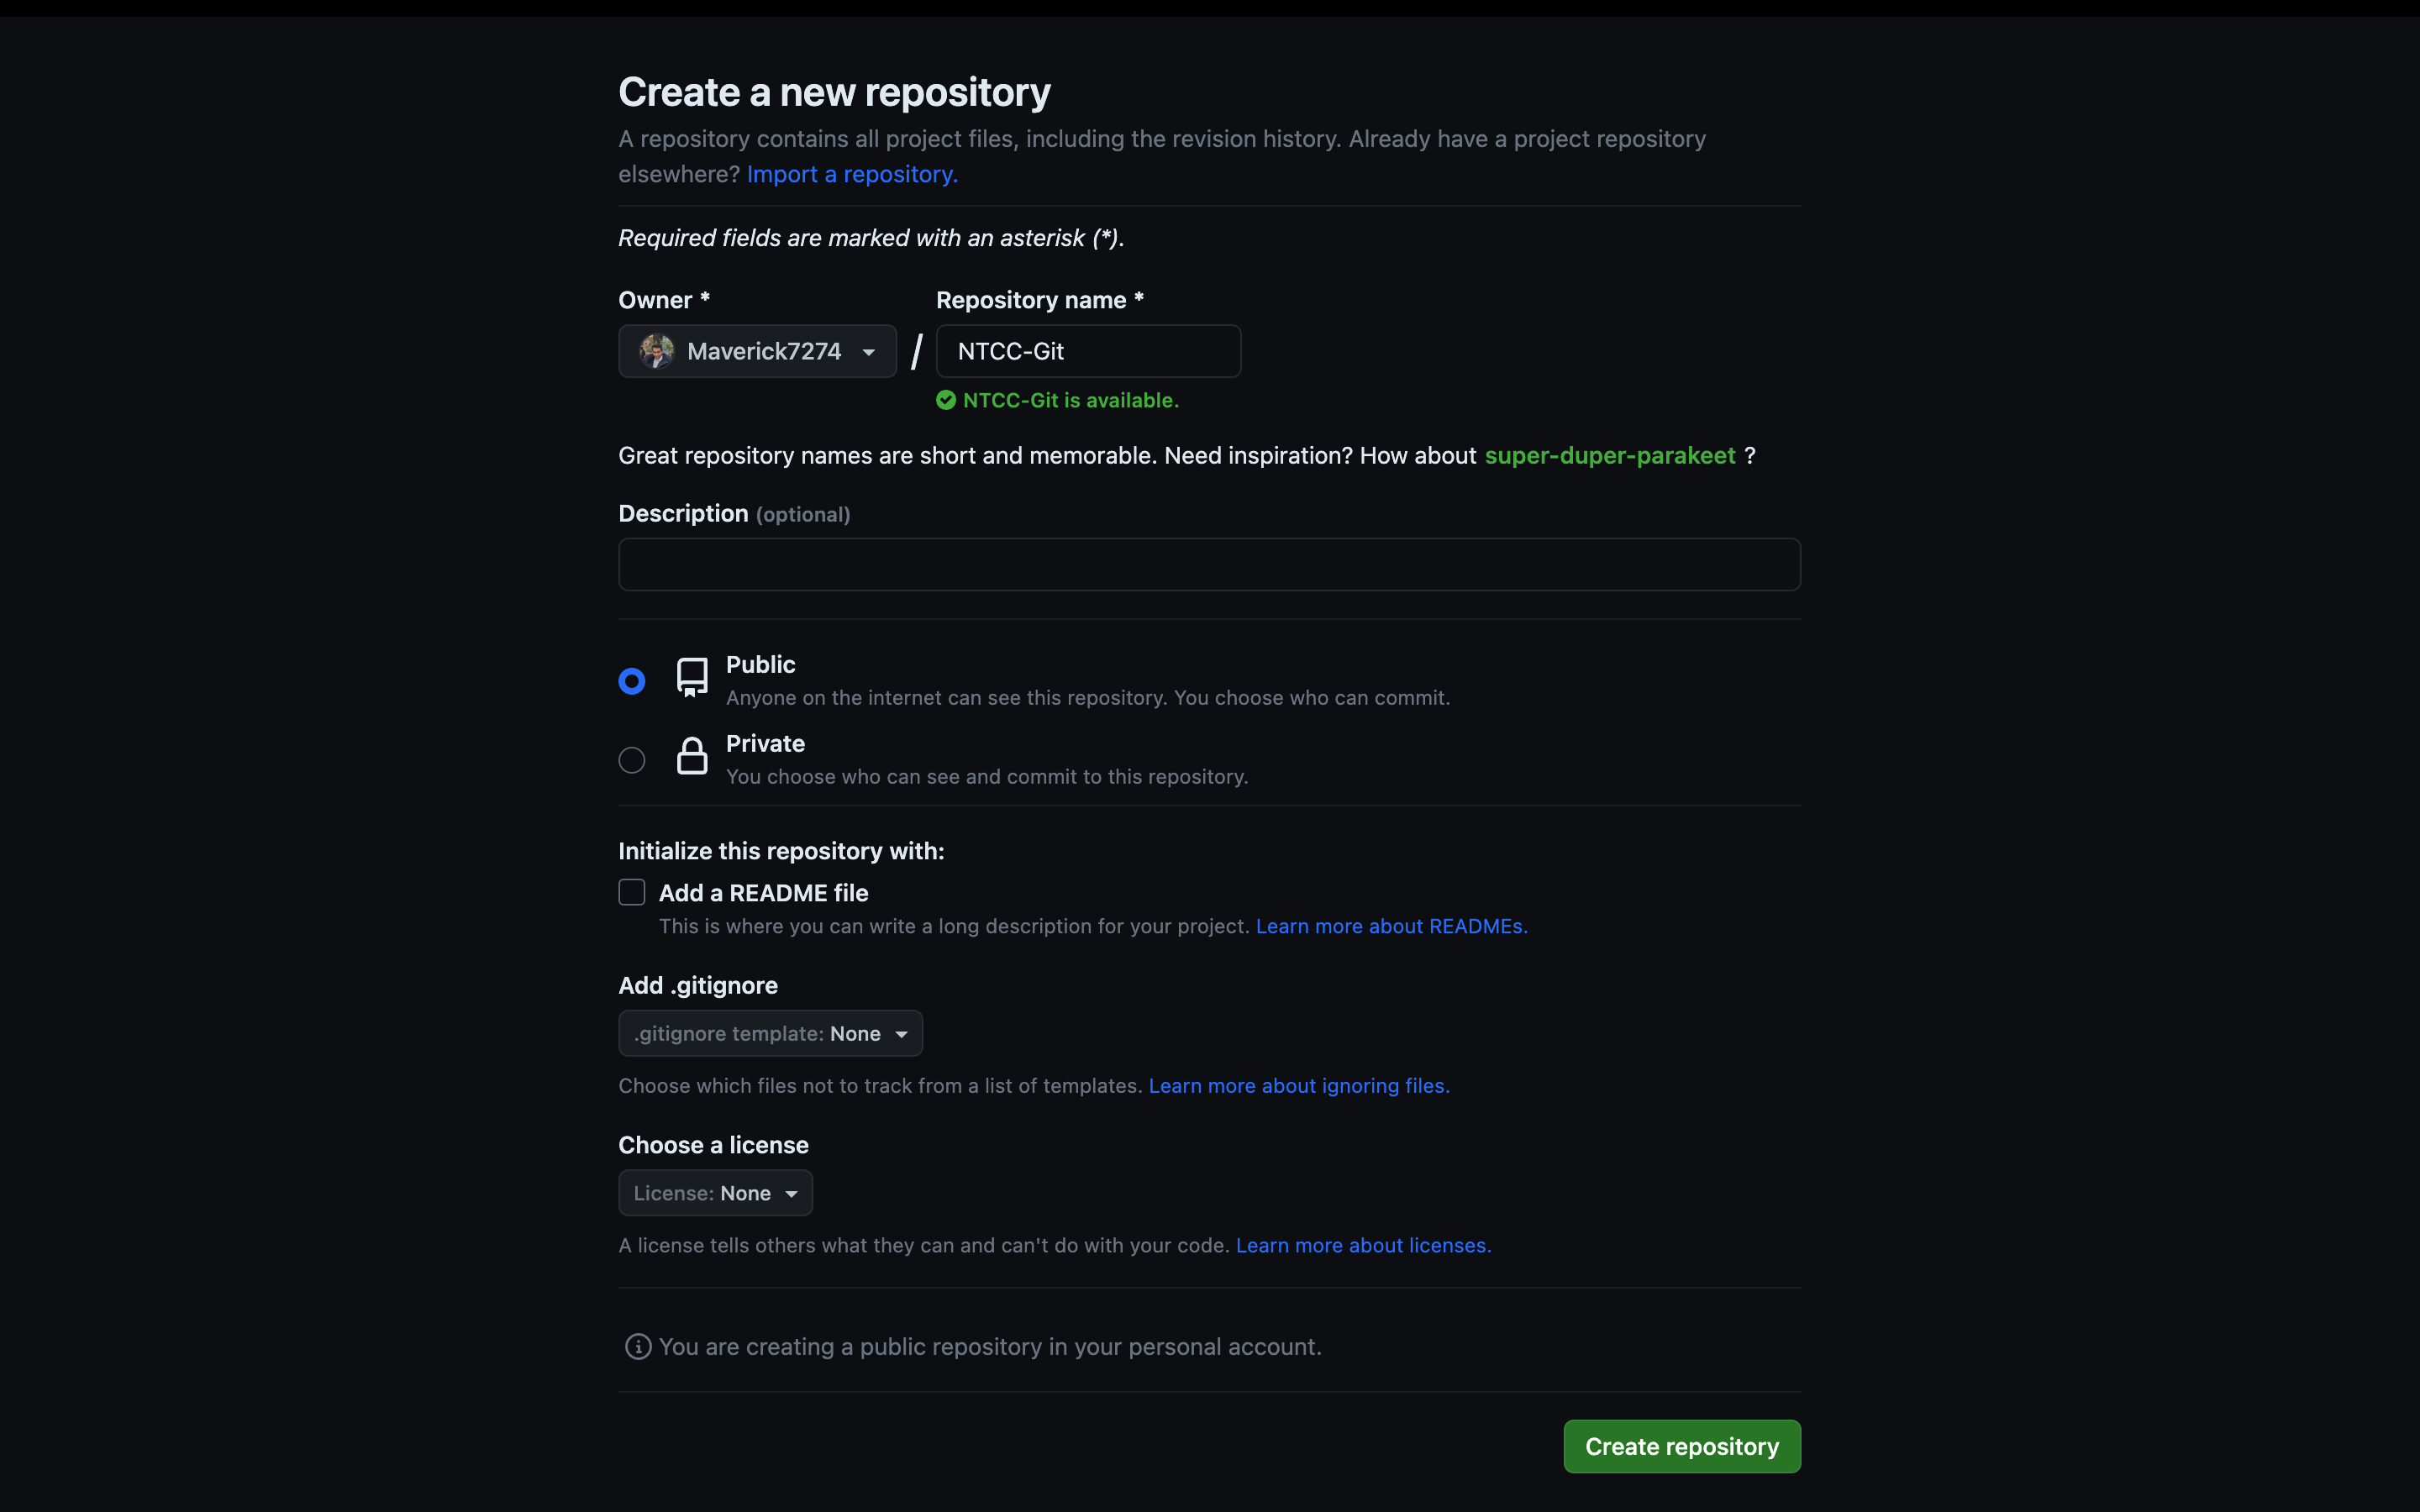 Create a new repository
A repository contains all project files, including the revision history. Already have a project repository
elsewhere? Import a repository.
Required fields are marked with an asterisk (*).
Owner * Repository name *
Maverick7274 / NTCC-Git
NTCC-Git is available.
Great repository names are short and memorable. Need inspiration? How about super-duper-parakeet ?
Description (optional)
Public
Anyone on the internet can see this repository. You choose who can commit.
Private
You choose who can see and commit to this repository.
Initialize this repository with:
Add a README file
This is where you can write a long description for your project. Learn more about READMEs.
Add .gitignore
.gitignore template: None
Choose which files not to track from a list of templates. Learn more about ignoring files.
Choose a license
License: None
A license tells others what they can and can't do with your code. Learn more about licenses.
You are creating a public repository in your personal account.
Create repository